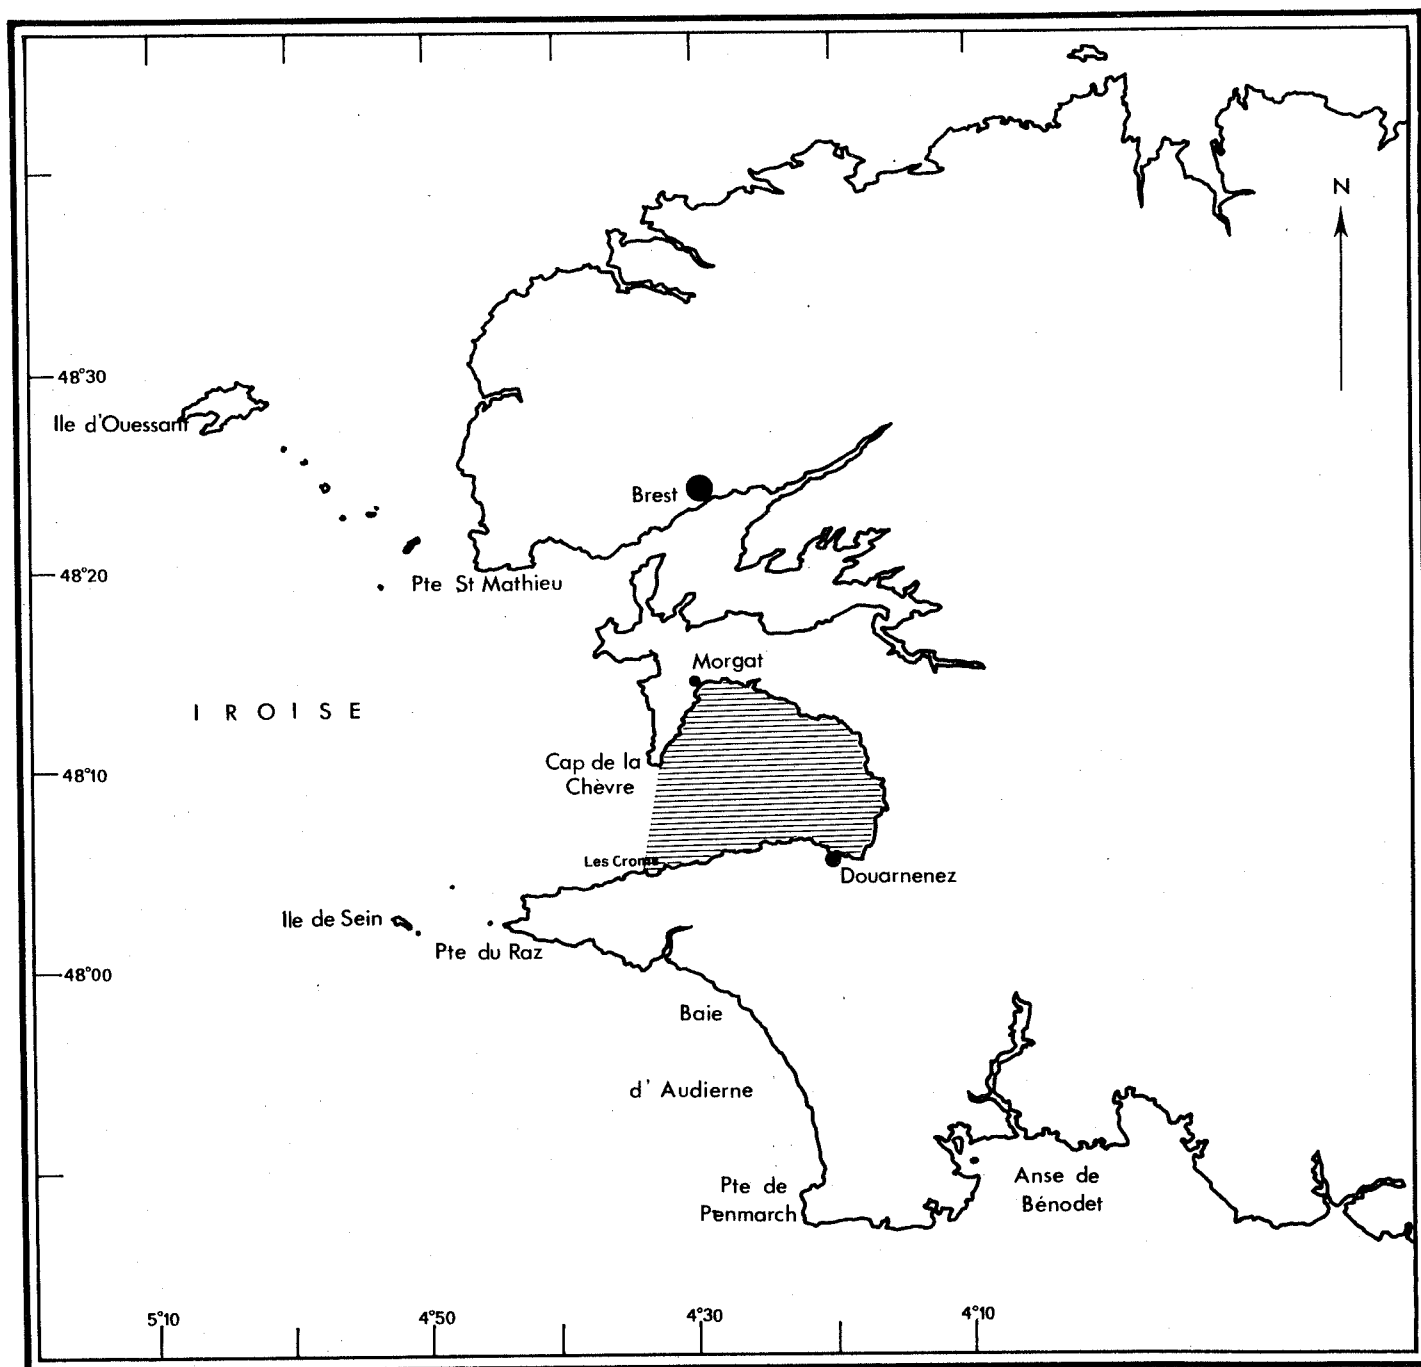 N
48°30
Ile d'Ouessant
Brest
48°20
Pte St Mathieu
Morgat
I R O I S E
Cap de la
Chèvre
48°10
Les Crom
Douarnenez
Ile de Sein
Pte du Raz
48°00
Baie
d' Audierne
Pte de
Penmarch
Anse de
Bénodet
5°10
4°50
4°30
4°10